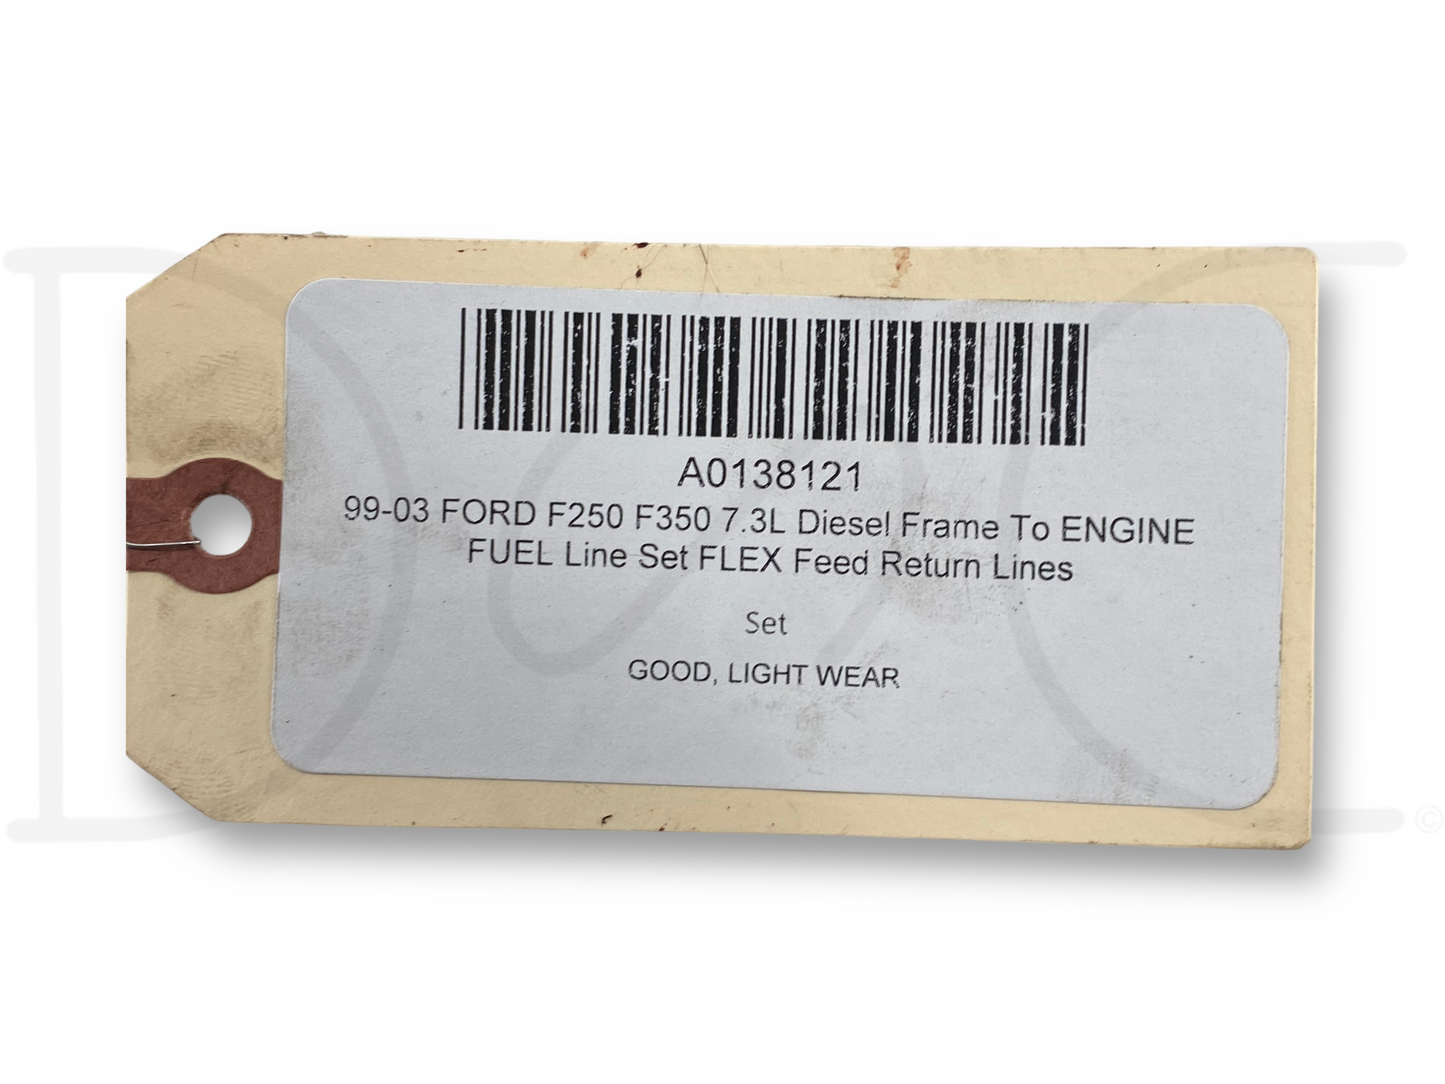 A0138121
99-03 FORD F250 F350 7.3L Diesel Frame To ENGINE
FUEL Line Set FLEX Feed Return Lines
Set
GOOD, LIGHT WEAR
©